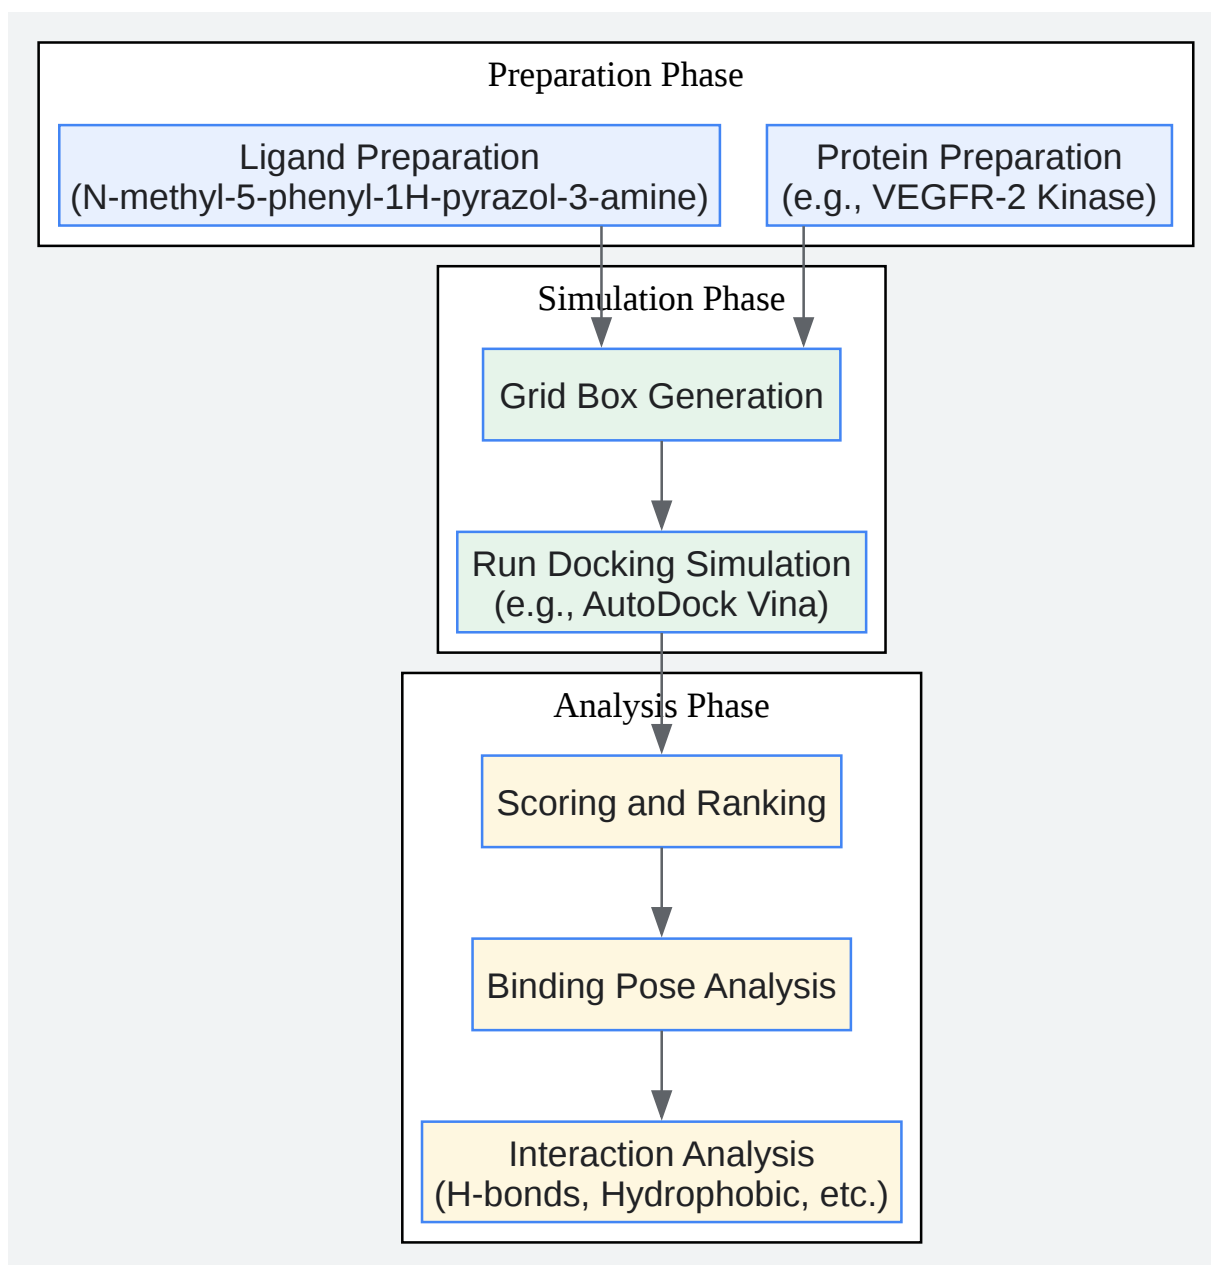 Preparation Phase
Ligand Preparation
(N-methyl-5-phenyl-1H-pyrazol-3-amine)
Protein Preparation
(e.g., VEGFR-2 Kinase)
Simulation Phase
Grid Box Generation
Run Docking Simulation
(e.g., AutoDock Vina)
Analysis Phase
Scoring and Ranking
Binding Pose Analysis
Interaction Analysis
(H-bonds, Hydrophobic, etc.)